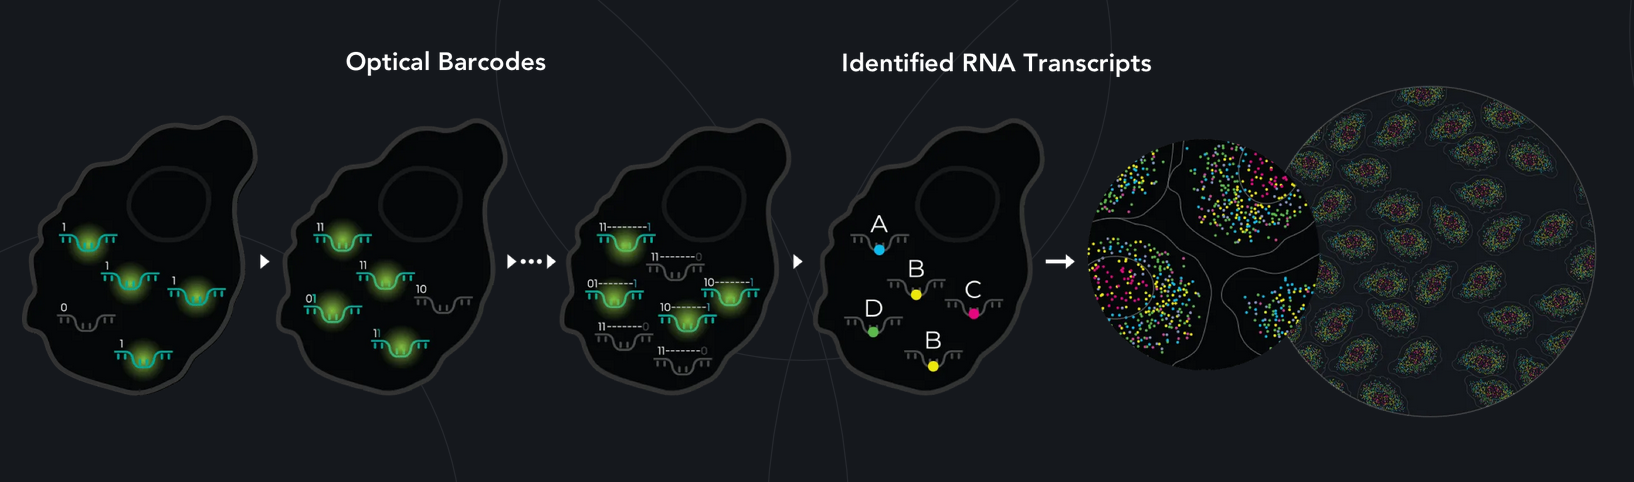 Optical Barcodes
Identified RNA Transcripts
1
1
1
0
1
11
11
10
01
11
11--------1
11-------0
01-------1
10-------1
10-------1
11-------0
11-------0
A
B
C
D
B